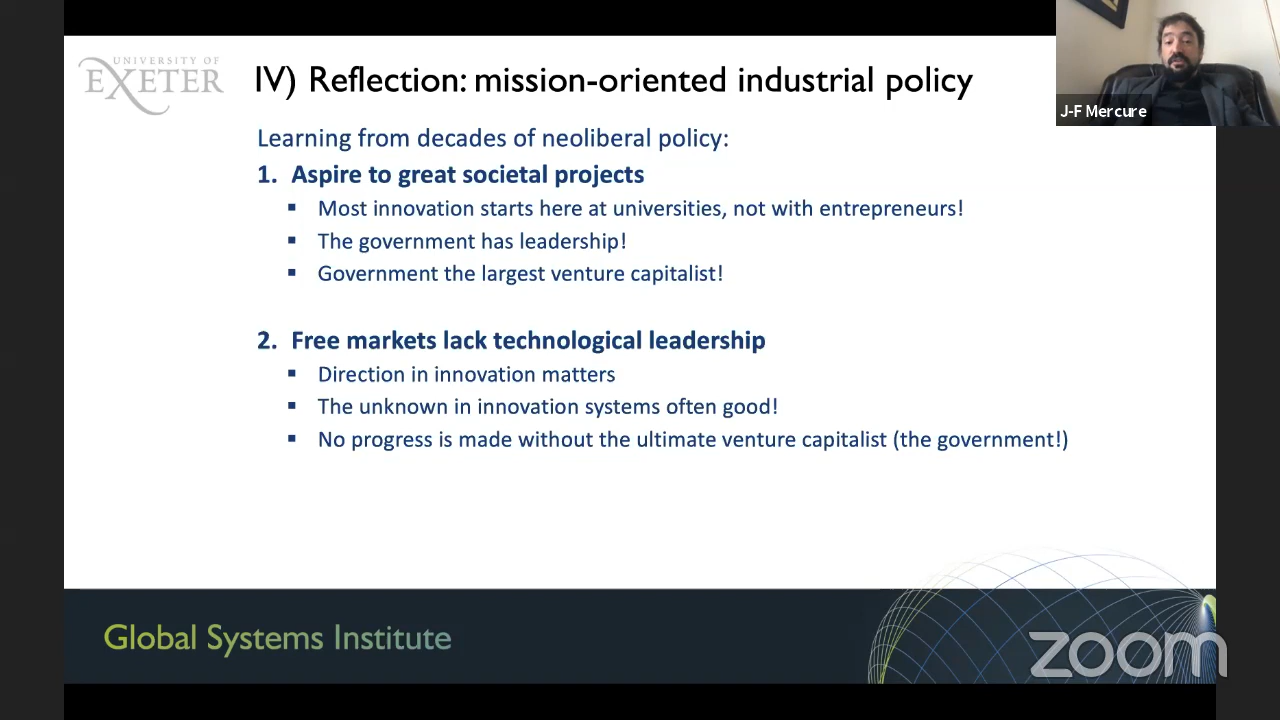 UNIVERSITY OF
EXETER
IV) Reflection: mission-oriented industrial policy
J-F Mercure
Learning from decades of neoliberal policy:
1. Aspire to great societal projects
▪ Most innovation starts here at universities, not with entrepreneurs!
▪ The government has leadership!
▪ Government the largest venture capitalist!
2. Free markets lack technological leadership
▪ Direction in innovation matters
▪ The unknown in innovation systems often good!
▪ No progress is made without the ultimate venture capitalist (the government!)
Global Systems Institute
zoom